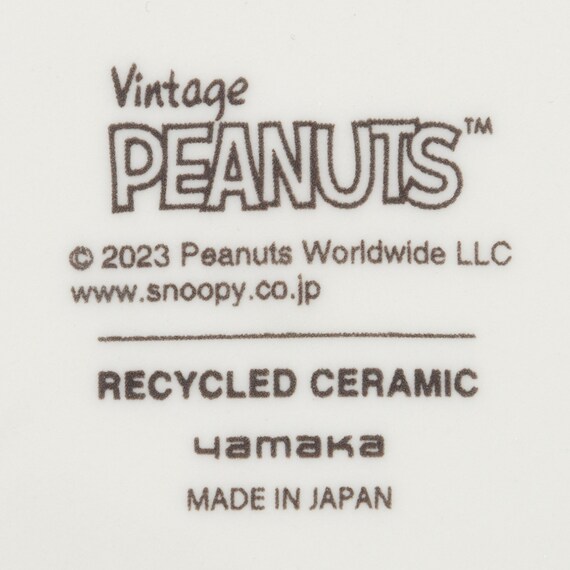 Vintage
PEANUTS™
© 2023 Peanuts Worldwide LLC
www.snoopy.co.jp
RECYCLED CERAMIC
yamaka
MADE IN JAPAN